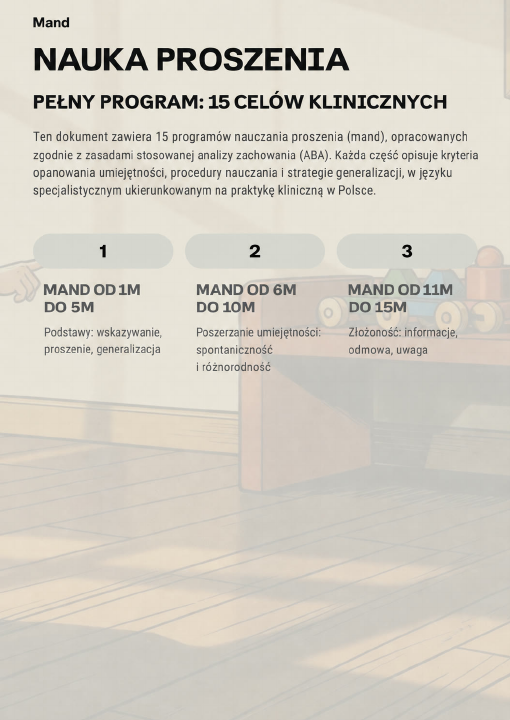 Mand
NAUKA PROSZENIA
PEŁNY PROGRAM: 15 CELÓW KLINICZNYCH
Ten dokument zawiera 15 programów nauczania proszenia (mand), opracowanych
zgodnie z zasadami stosowanej analizy zachowania (ABA). Każda część opisuje kryteria
opanowania umiejętności, procedury nauczania i strategie generalizacji, w języku
specjalistycznym ukierunkowanym na praktykę kliniczną w Polsce.
1
MAND OD 1M
DO 5M
Podstawy: wskazywanie,
proszenie, generalizacja
2
MAND OD 6M
DO 10M
Poszerzanie umiejętności:
spontaniczność
i różnorodność
3
MAND OD 11M
DO 15M
Złożoność: informacje,
odmowa, uwaga